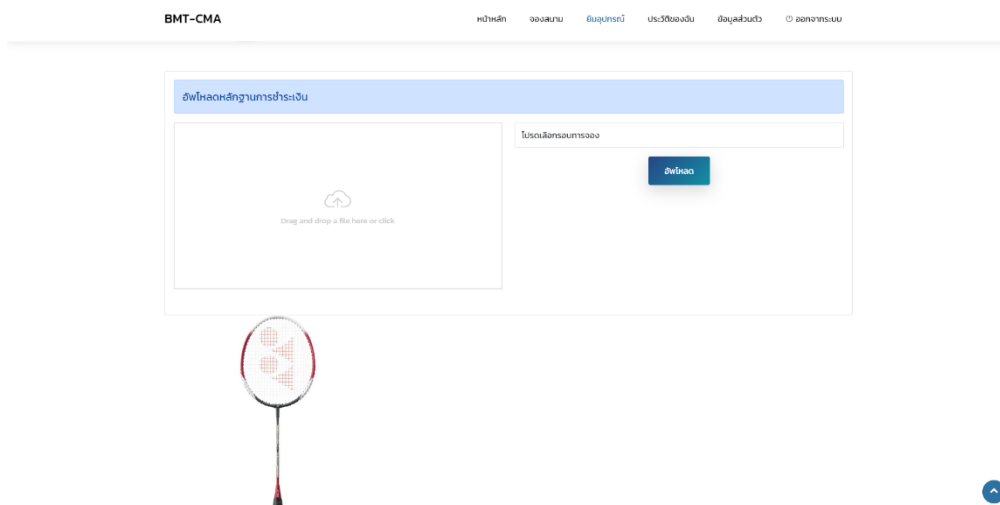 BMT-CMA
หน้าหลัก จองสนาม ยืมอุปกรณ์ ประวัติของฉัน ข้อมูลส่วนตัว ออกจากระบบ
อัพโหลดหลักฐานการชำระเงิน
โปรดเลือกรอบการจอง
อัพโหลด
Drag and drop a file here or click